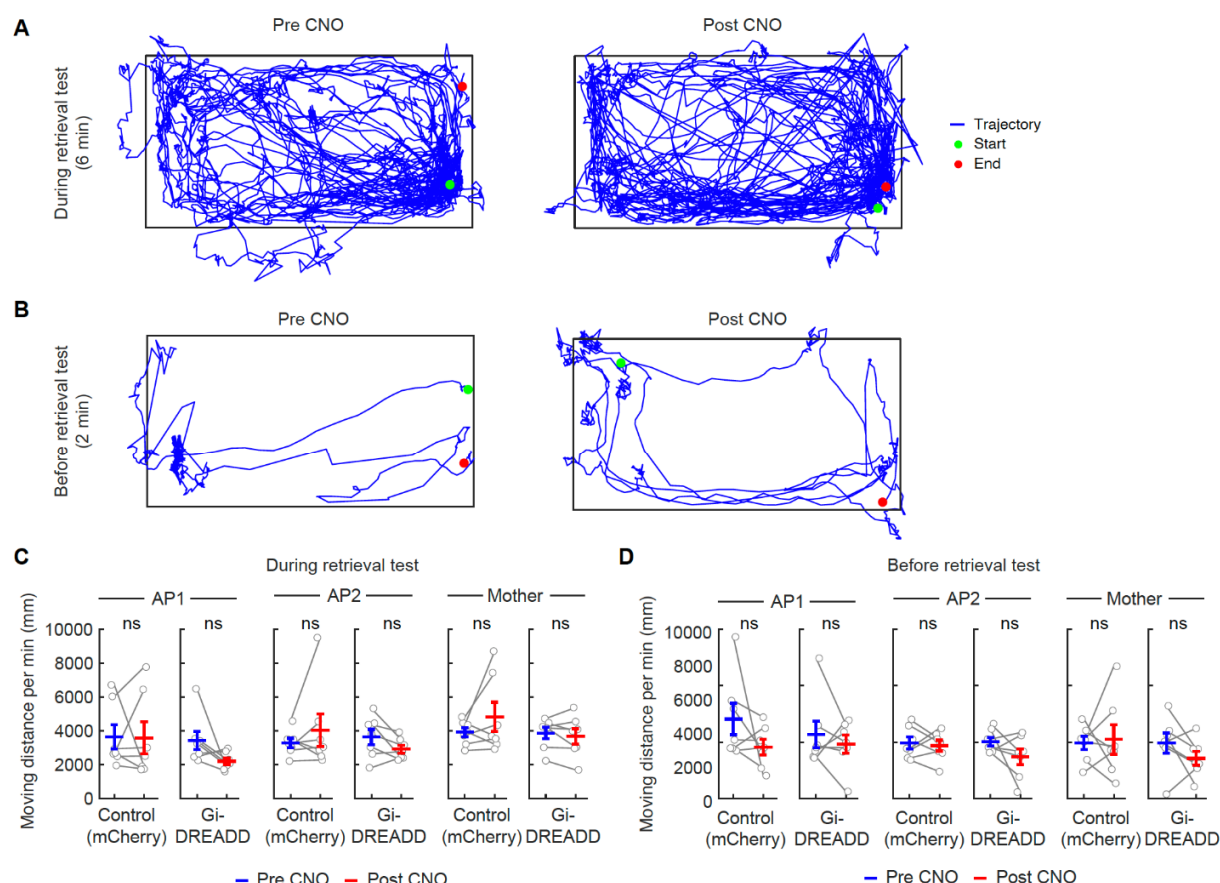 A
Pre CNO
Post CNO
During retrieval test
(6 min)
Trajectory
Start
End
B
Pre CNO
Post CNO
Before retrieval test
(2 min)
C
During retrieval test
AP1
AP2
Mother
ns
ns
ns
ns
ns
ns
Moving distance per min (mm)
10000
8000
6000
4000
2000
0
Control
(mCherry)
Gi-
DREADD
Control
(mCherry)
Gi-
DREADD
Control
(mCherry)
Gi-
DREADD
Pre CNO
Post CNO
D
Before retrieval test
AP1
AP2
Mother
ns
ns
ns
ns
ns
ns
Moving distance per min (mm)
10000
8000
6000
4000
2000
0
Control
(mCherry)
Gi-
DREADD
Control
(mCherry)
Gi-
DREADD
Control
(mCherry)
Gi-
DREADD
Pre CNO
Post CNO